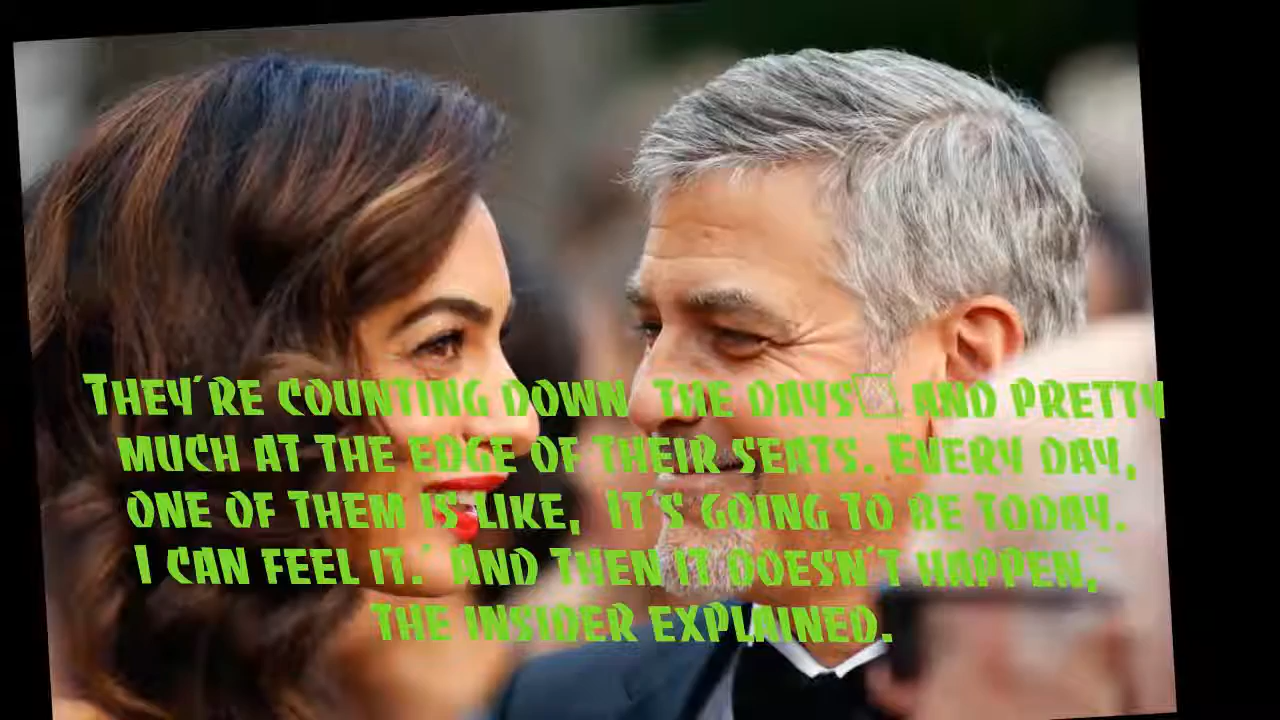 They're counting down the days□ and pretty
much at the edge of their seats. Every day,
one of them is like, 'It's going to be today.
I can feel it.' And then it doesn't happen,"
the insider explained.